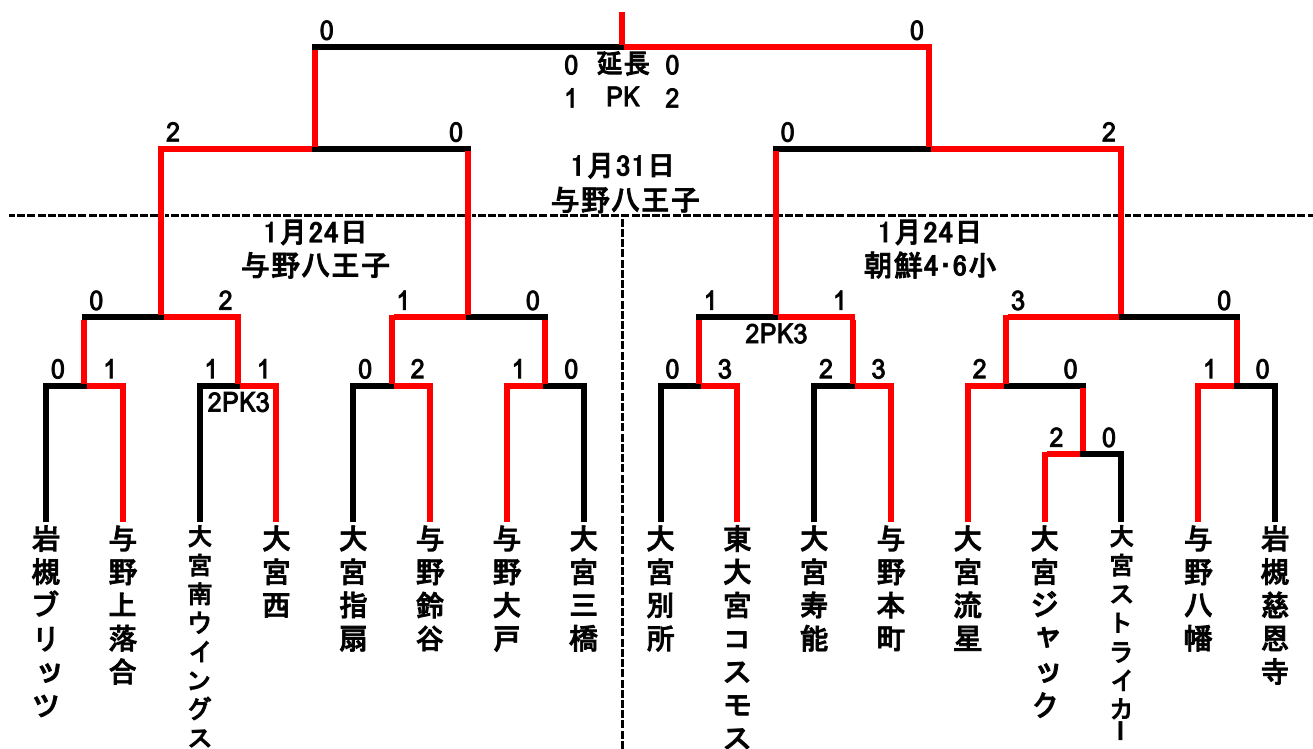 0 0
0 延長 0
1 PK 2
2 0 0 2
1月31日
与野八王子
1月24日
与野八王子
1月24日
朝鮮4・6小
0 2 1 0 1 1 3 0
2PK3
0 1 1 1 0 2 1 0 0 3 2 3 2 0 1 0
2PK3
2 0
岩槻ブリッツ
与野上落合
大宮南ウイングス
大宮西
大宮指扇
与野鈴谷
与野大戸
大宮三橋
大宮別所
東大宮コスモス
大宮寿能
与野本町
大宮流星
大宮ジャック
大宮ストライカー
与野八幡
岩槻慈恩寺